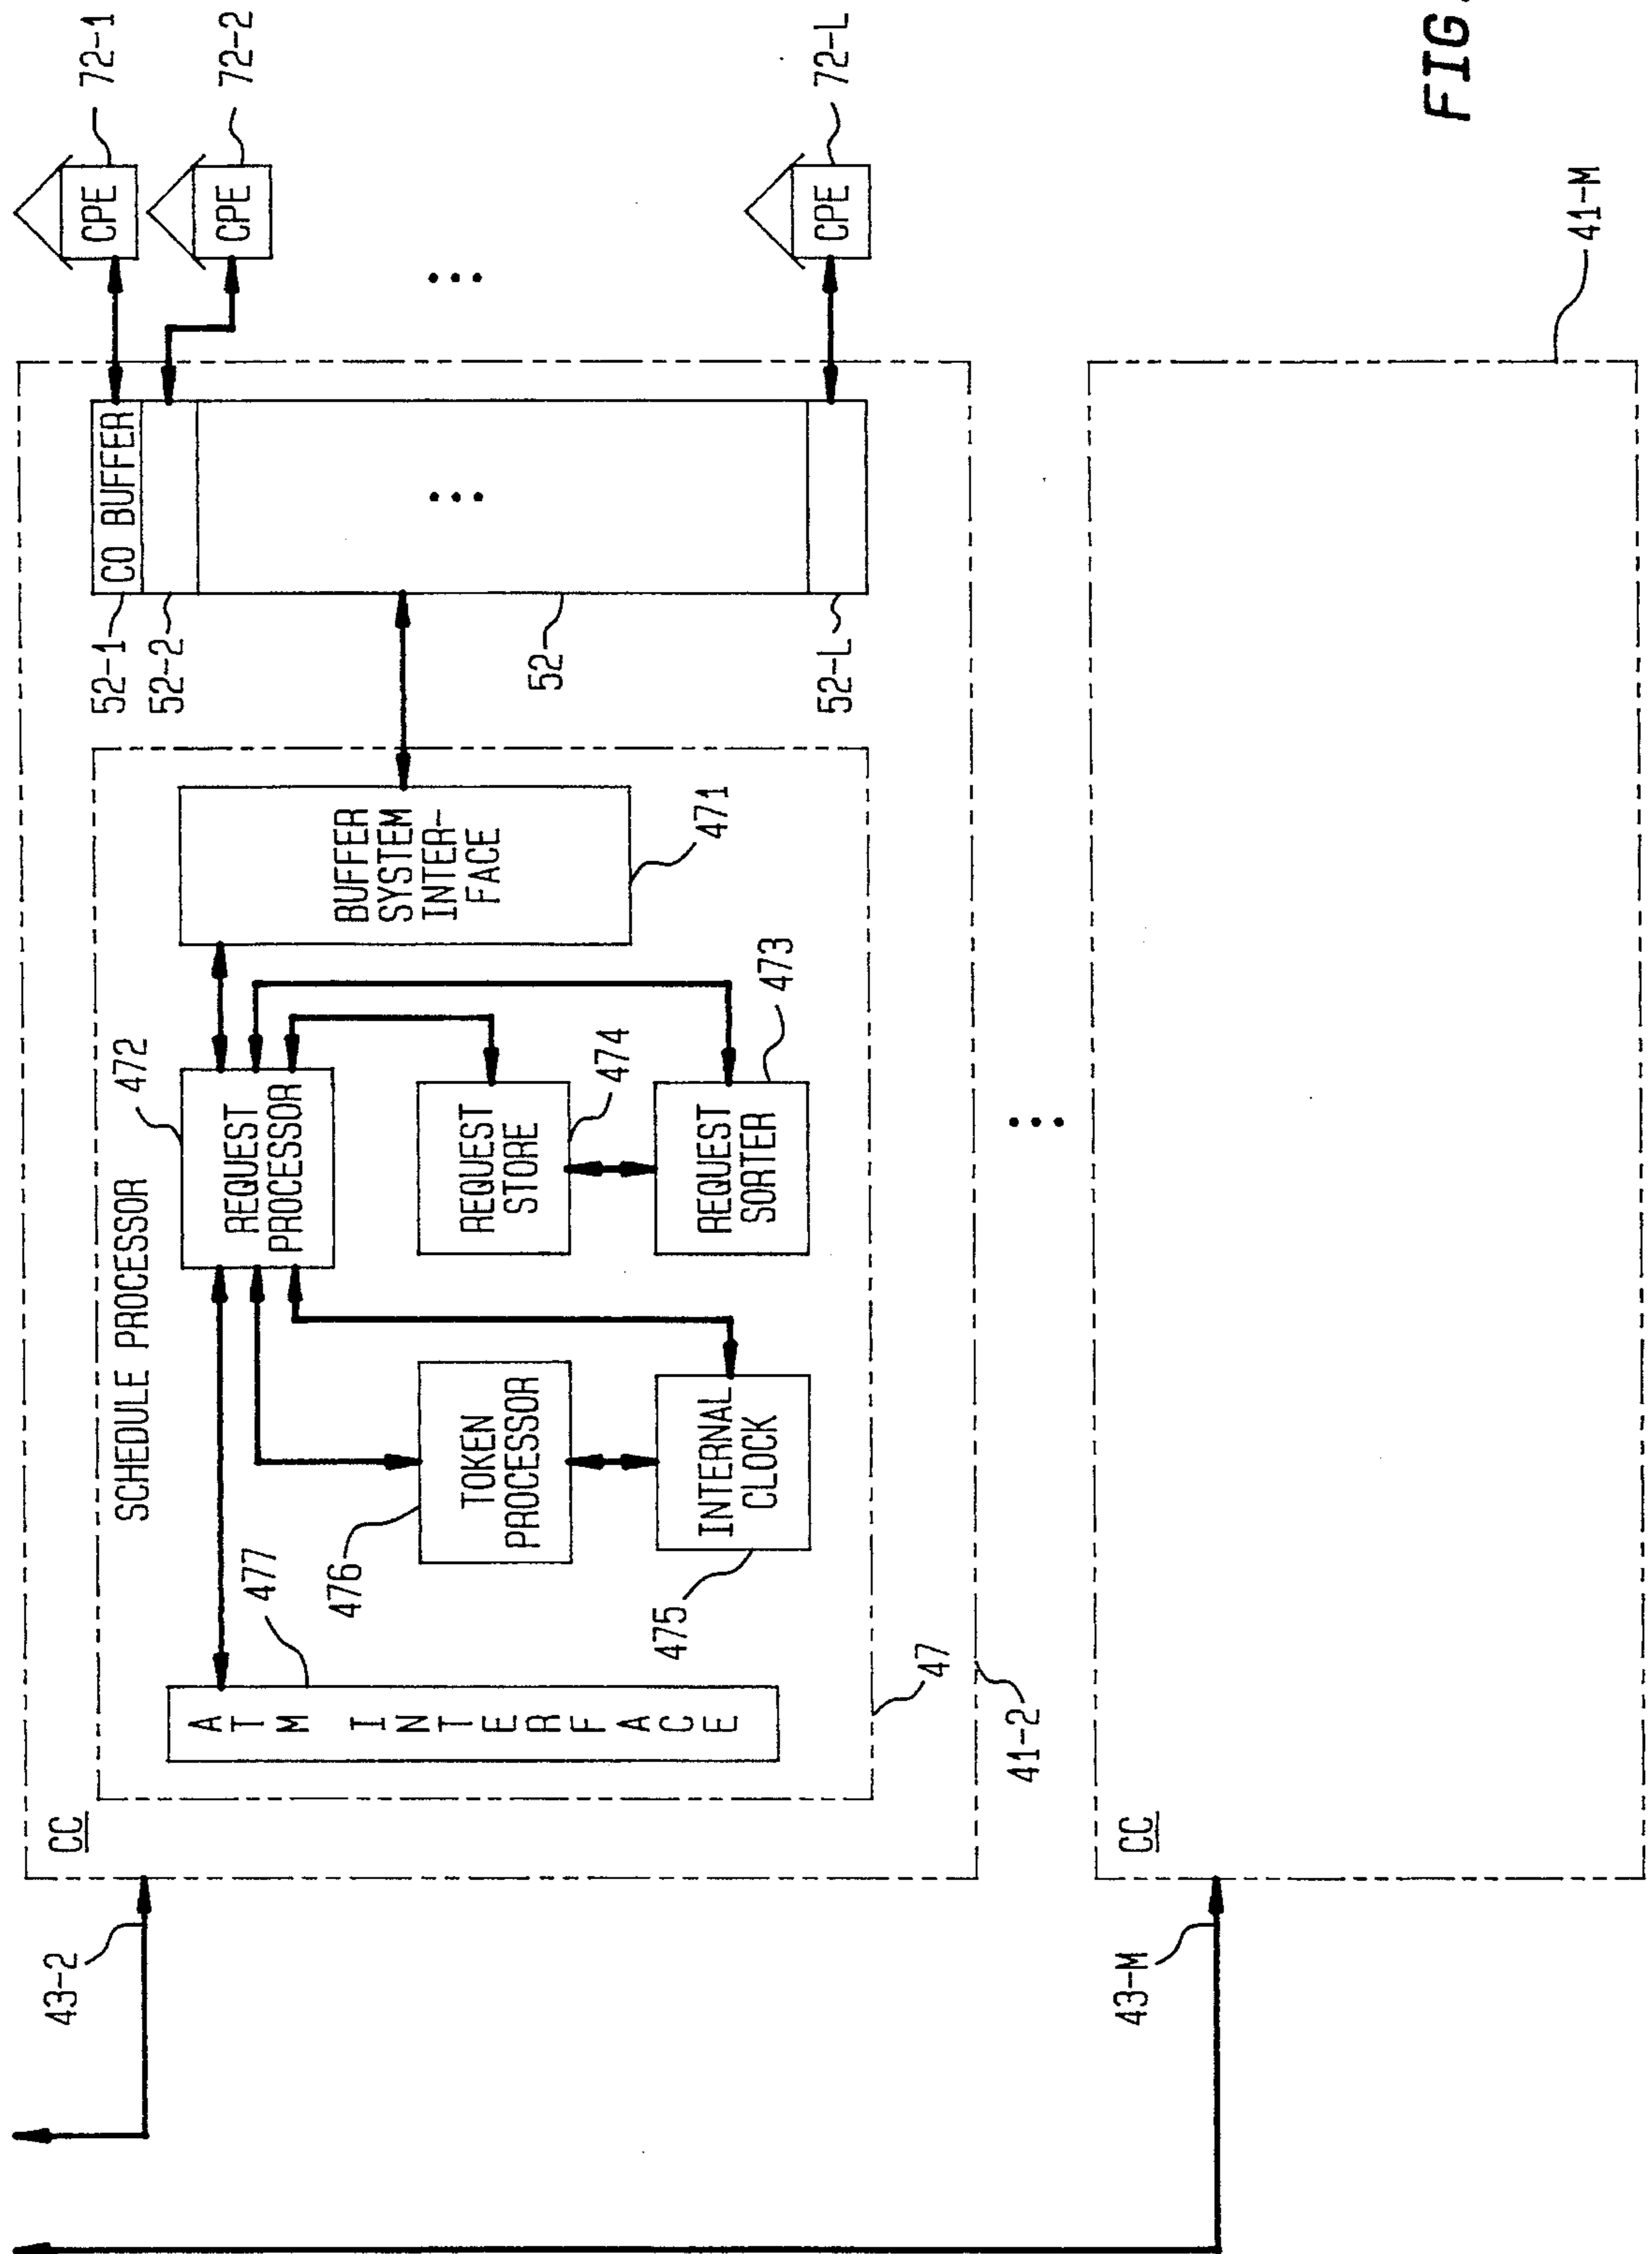 72-1
72-2
72-L
CPE
CPE
CPE
CO BUFFER
52-1
52-2
52
52-L
BUFFER
SYSTEM
INTER-
FACE
471
SCHEDULE PROCESSOR
472
REQUEST
PROCESSOR
REQUEST
STORE
474
REQUEST
SORTER
473
TOKEN
PROCESSOR
476
INTERNAL
CLOCK
475
ATM INTERFACE
477
47
41-2
CC
43-2
CC
43-M
41-M
FIG.